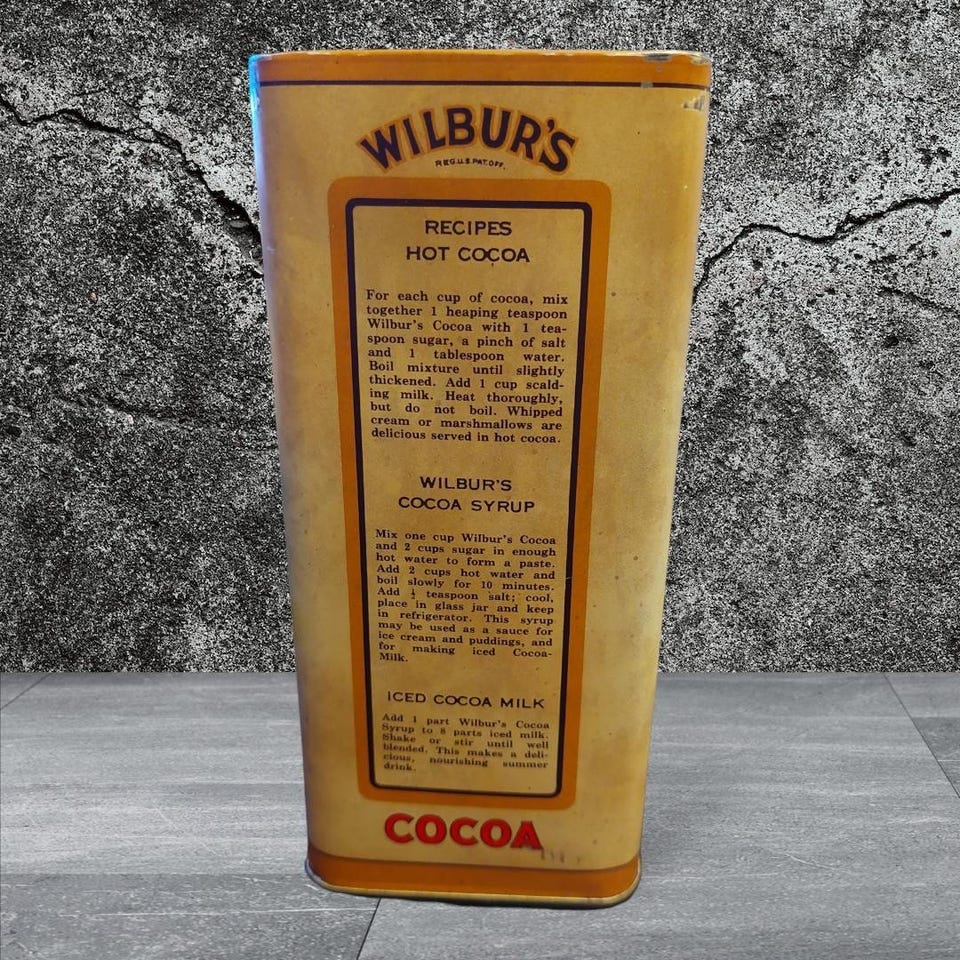 WILBUR'S
REG.U.S.PAT.OFF.
RECIPES
HOT COCOA
For each cup of cocoa, mix
together 1 heaping teaspoon
Wilbur's Cocoa with 1 tea-
spoon sugar, a pinch of salt
and 1 tablespoon water.
Boil mixture until slightly
thickened. Add 1 cup scald-
ing milk. Heat thoroughly,
but do not boil. Whipped
cream or marshmallows are
delicious served in hot cocoa.
WILBUR'S
COCOA SYRUP
Mix one cup Wilbur's Cocoa
and 2 cups sugar in enough
hot water to form a paste.
Add 2 cups hot water and
boil slowly for 10 minutes.
Add ½ teaspoon salt; cool,
place in glass jar and keep
in refrigerator. This syrup
may be used as a sauce for
ice cream and puddings, and
for making iced Cocoa-
Milk.
ICED COCOA MILK
Add 1 part Wilbur's Cocoa
Syrup to 8 parts iced milk.
Shake or stir until well
blended. This makes a deli-
cious, nourishing summer
drink.
COCOA